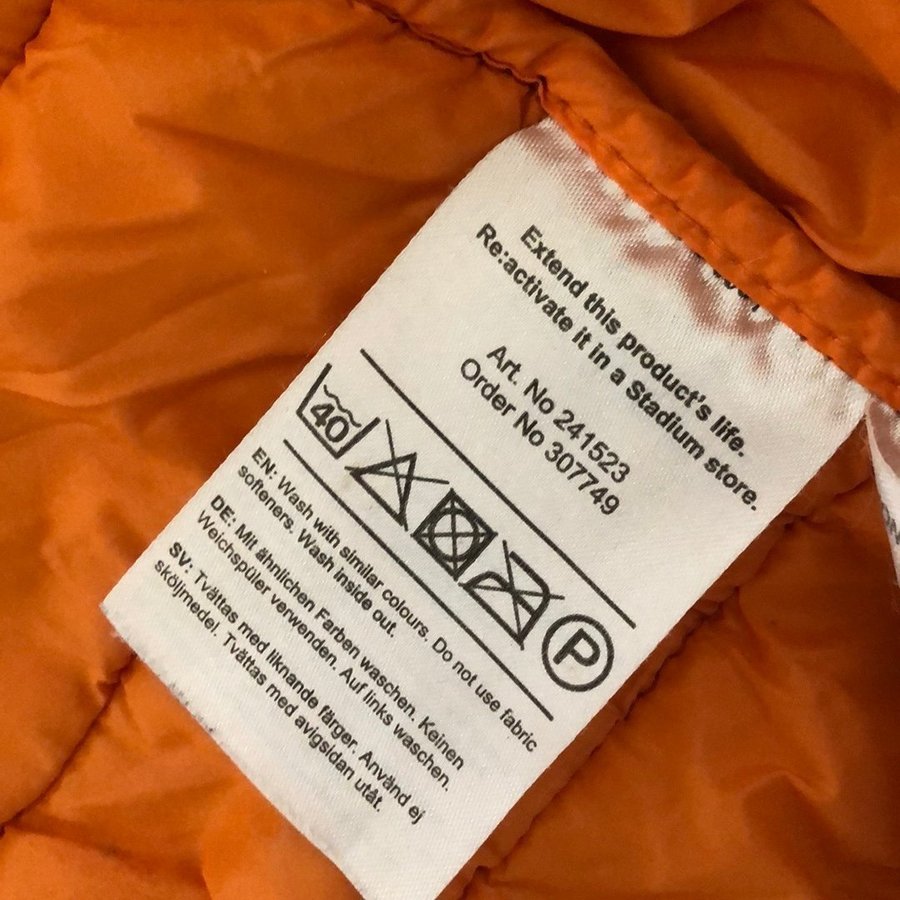 Extend this product's life.
Re:activate it in a Stadium store.
Art. No 241523
Order No 307749
40
P
EN: Wash with similar colours. Do not use fabric
softeners. Wash inside out.
DE: Mit ähnlichen Farben waschen. Keinen
Weichspüler verwenden. Auf links waschen.
SV: Tvättas med liknande färger. Använd ej
sköljmedel. Tvättas med avigsidan utåt.